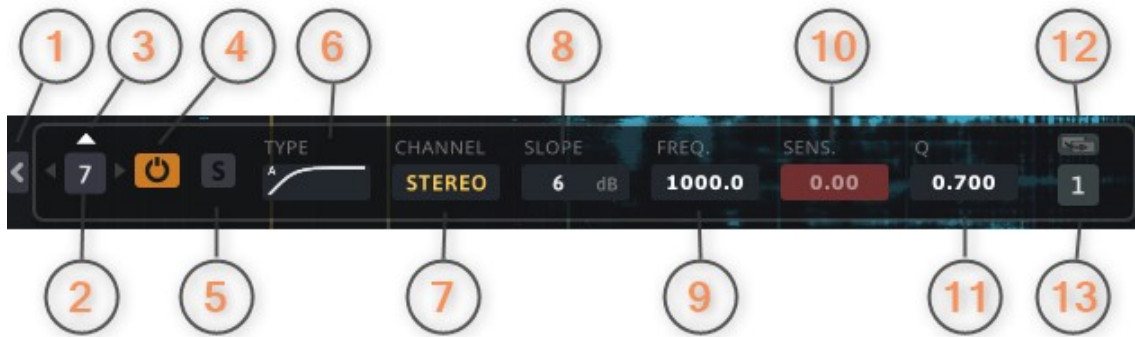 1 3 4 6 8 10 12
TYPE CHANNEL SLOPE FREQ. SENS. Q
7 S A STEREO 6 dB 1000.0 0.00 0.700 1
2 5 7 9 11 13